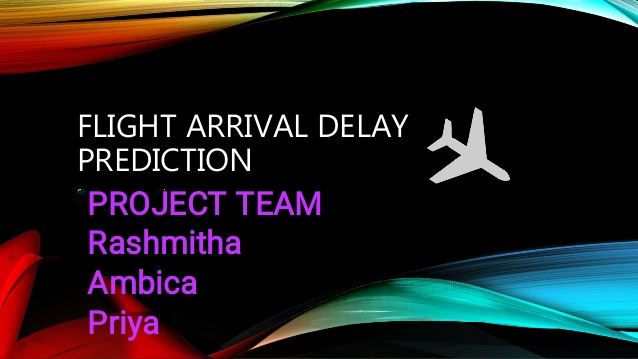 FLIGHT ARRIVAL DELAY
PREDICTION
PROJECT TEAM
Rashmitha
Ambica
Priya